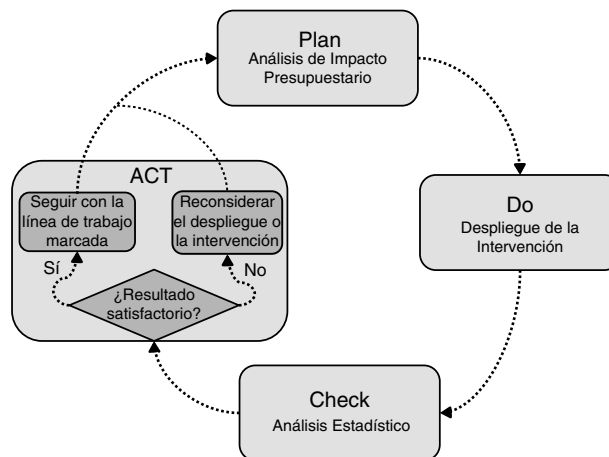 Plan
Análisis de Impacto
Presupuestario
Do
Despliegue de la
Intervención
Check
Análisis Estadístico
ACT
Seguir con la
línea de trabajo
marcada
Reconsiderar
el despliegue o
la intervención
Sí
No
¿Resultado
satisfactorio?